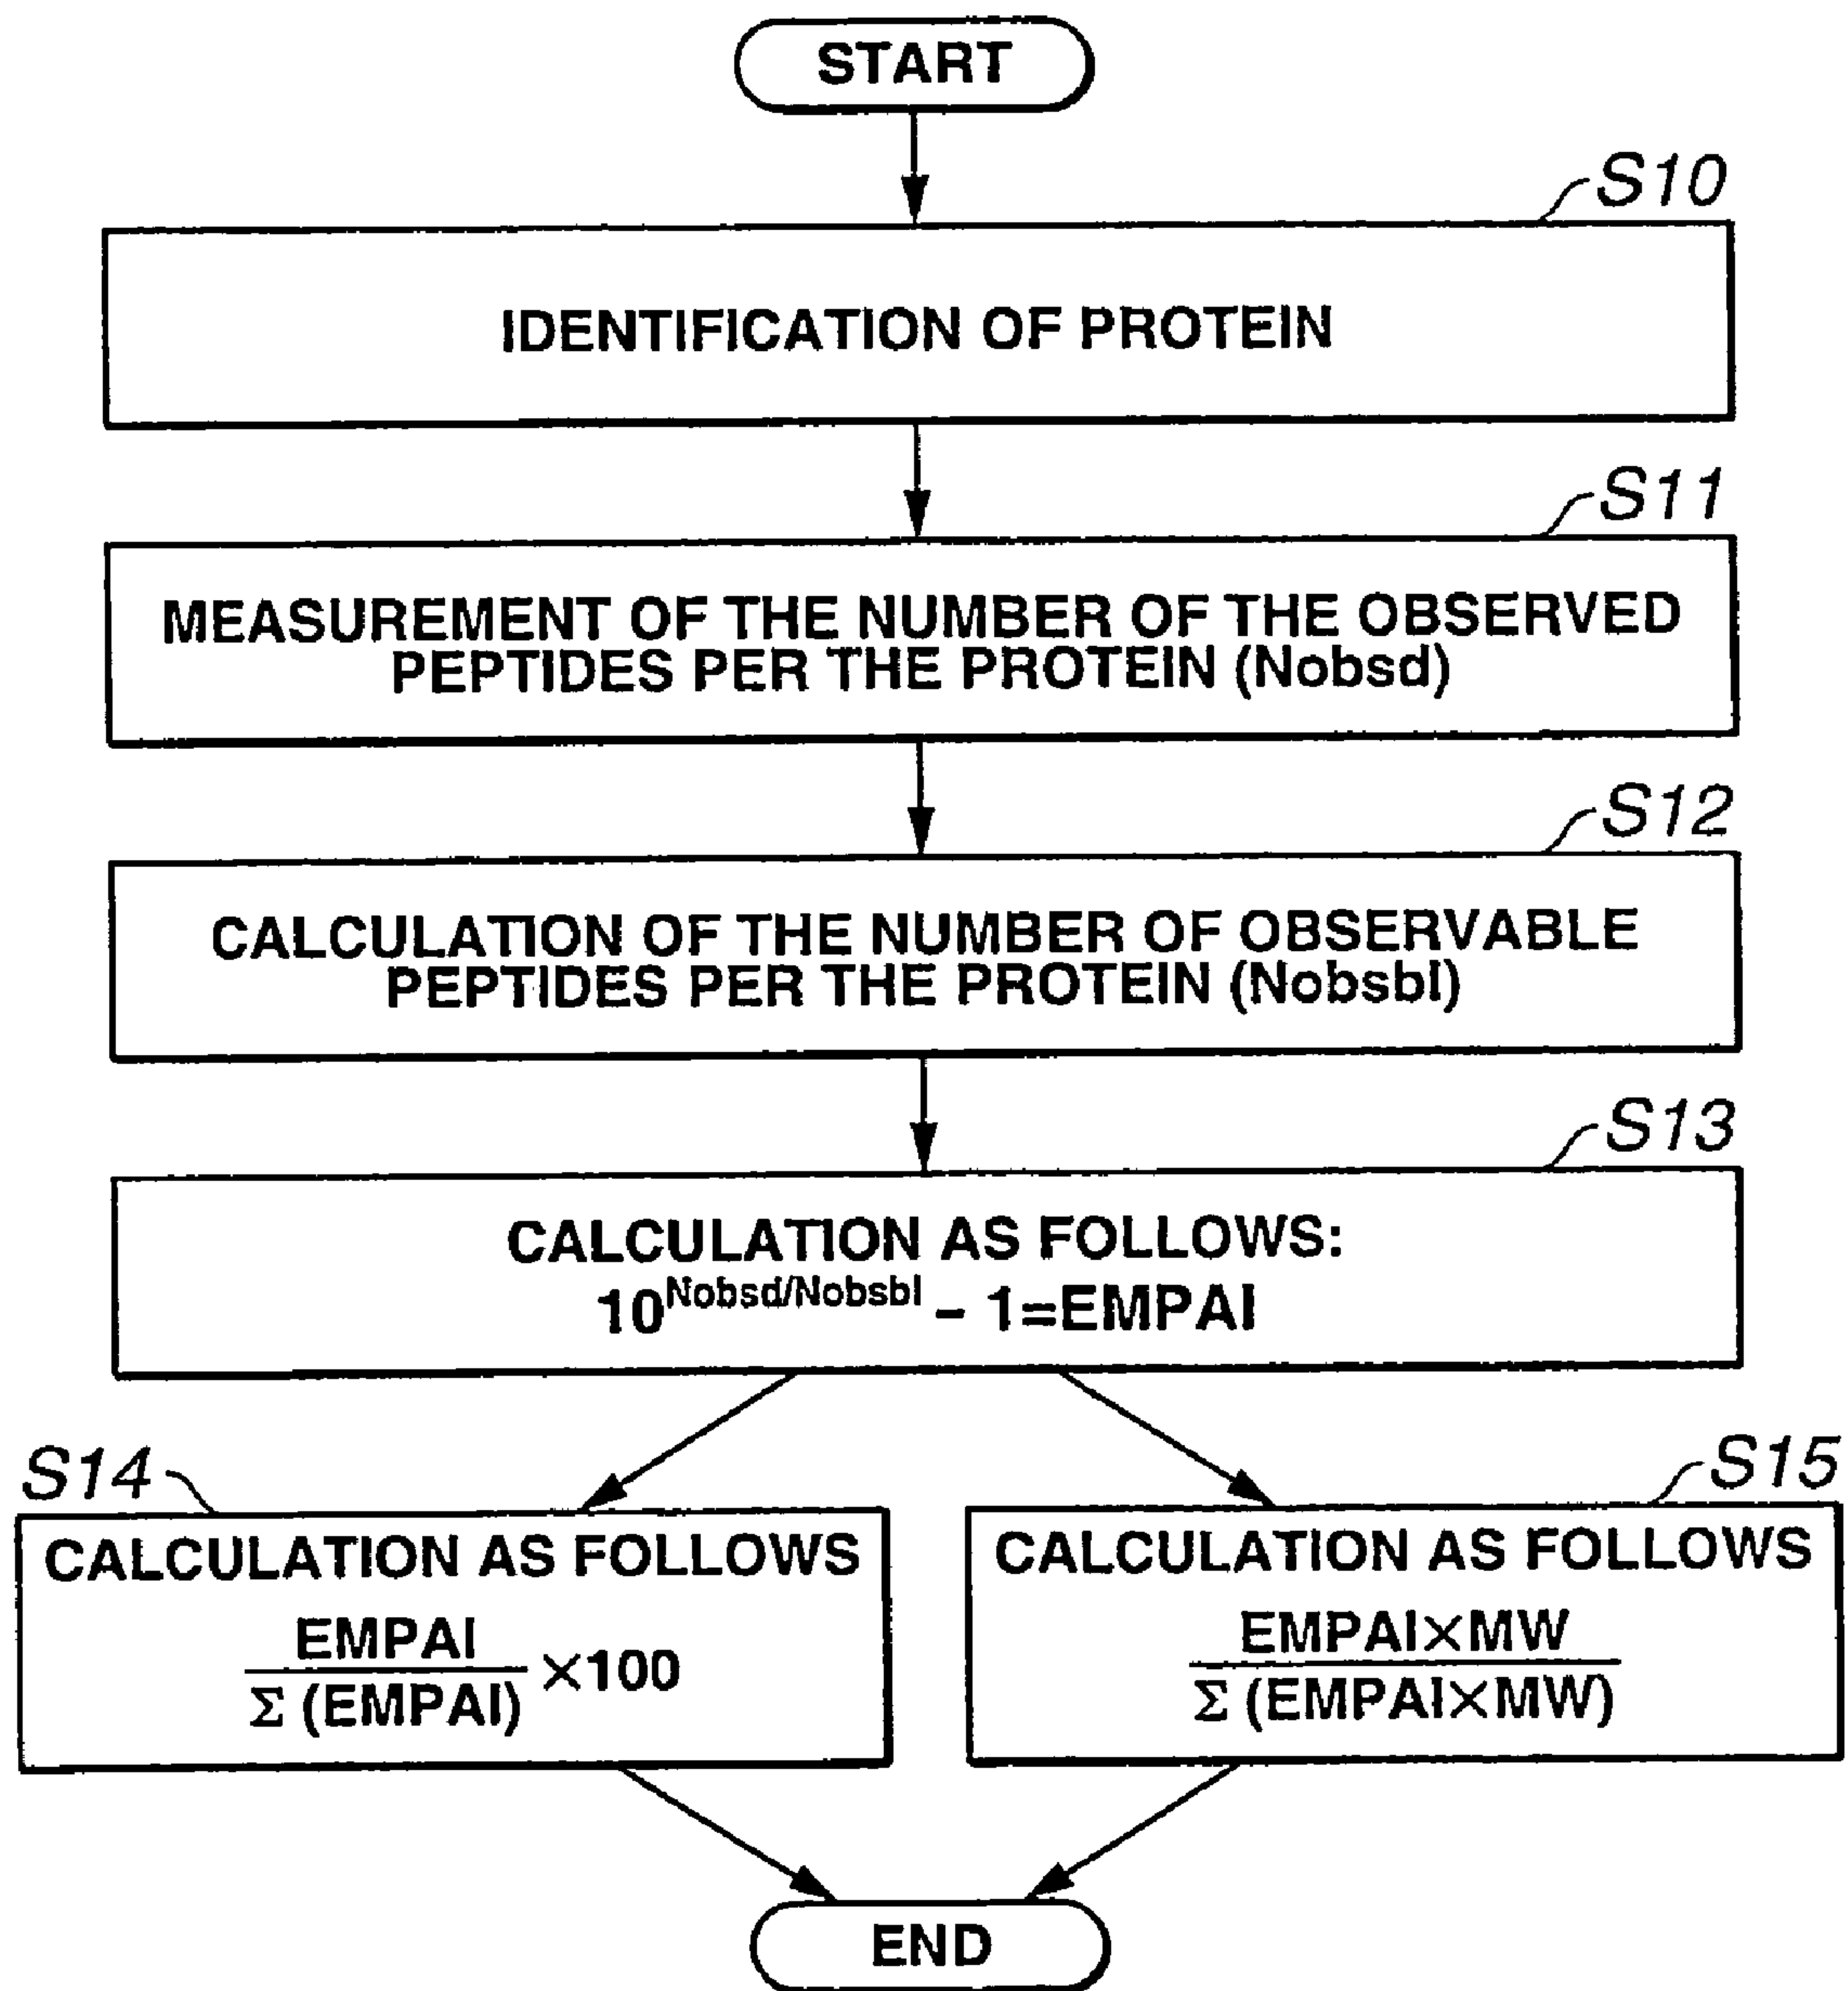 START
S10
IDENTIFICATION OF PROTEIN
S11
MEASUREMENT OF THE NUMBER OF THE OBSERVED
PEPTIDES PER THE PROTEIN (Nobsd)
S12
CALCULATION OF THE NUMBER OF OBSERVABLE
PEPTIDES PER THE PROTEIN (Nobsbl)
S13
CALCULATION AS FOLLOWS:
10^Nobsd/Nobsbl − 1=EMPAI
S14
CALCULATION AS FOLLOWS
EMPAI
Σ (EMPAI)
×100
S15
CALCULATION AS FOLLOWS
EMPAI×MW
Σ (EMPAI×MW)
END